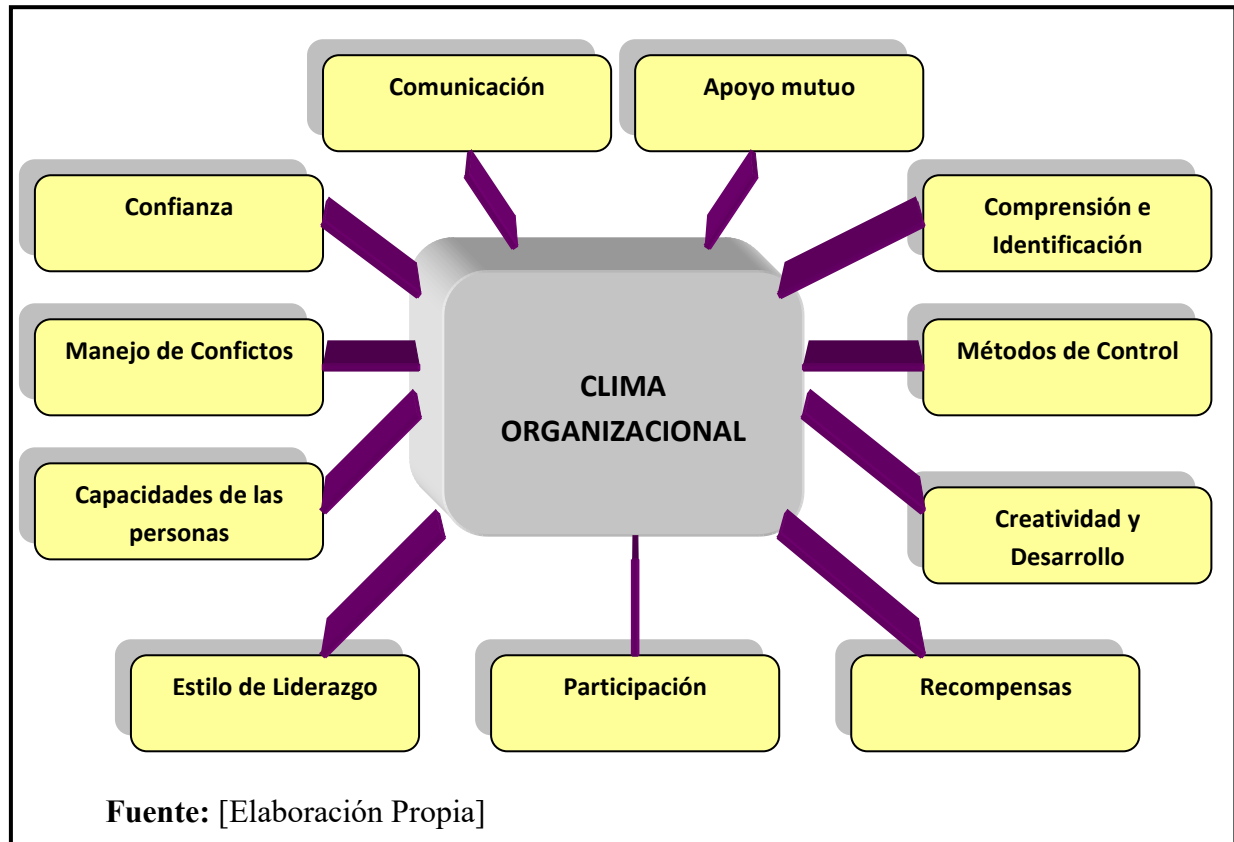 Comunicación
Apoyo mutuo
Confianza
Comprensión e
Identificación
Manejo de Confictos
Métodos de Control
CLIMA
ORGANIZACIONAL
Capacidades de las
personas
Creatividad y
Desarrollo
Estilo de Liderazgo
Participación
Recompensas
Fuente: [Elaboración Propia]